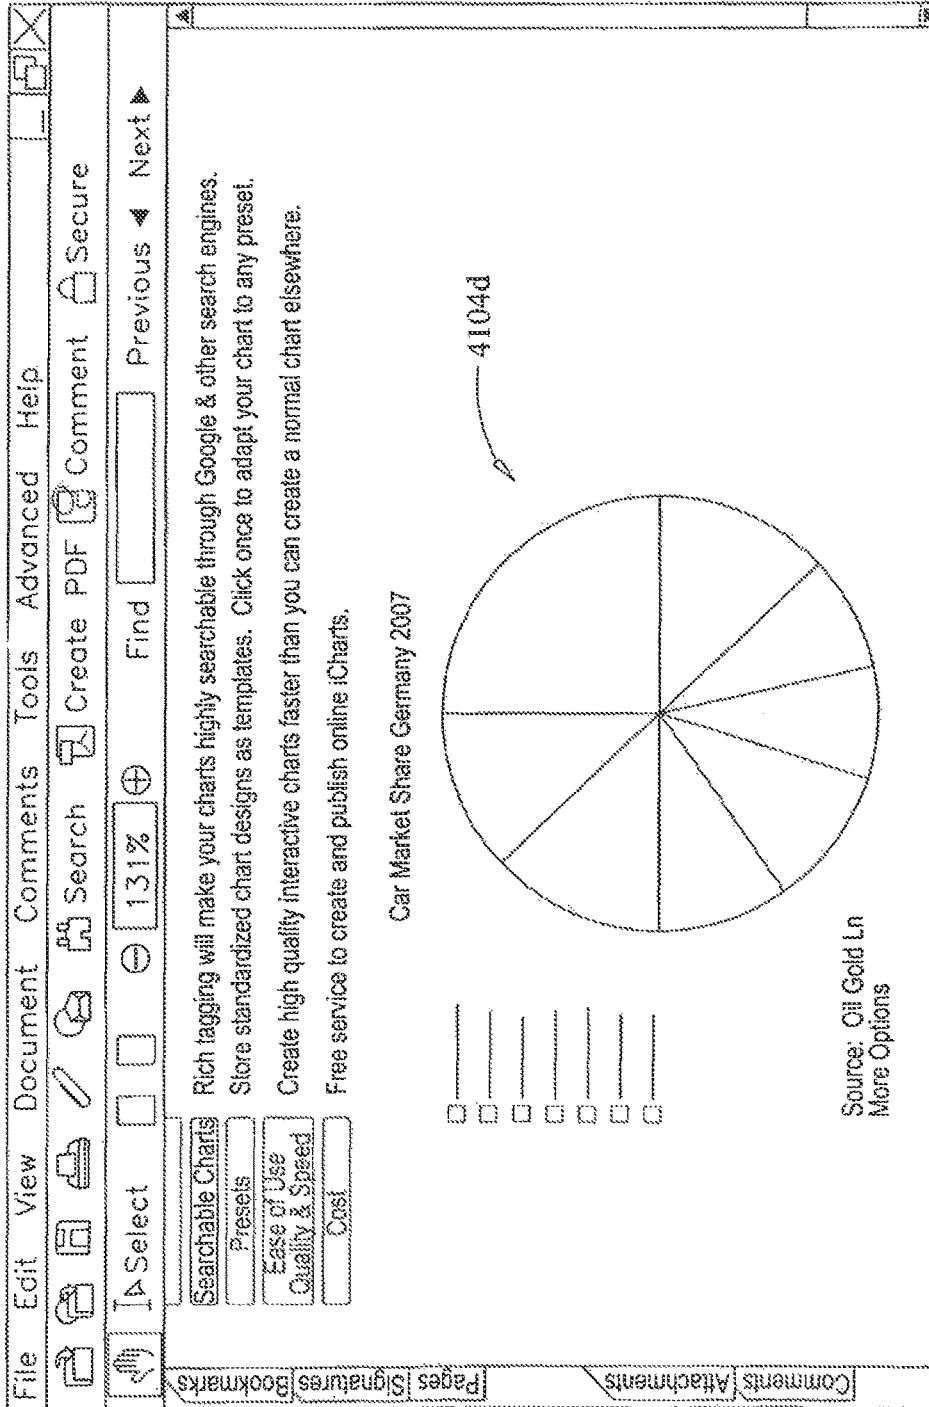 File Edit View Document Comments Tools Advanced Help
Search Create PDF Comment Secure
Select 131% Find Previous Next
Searchable Charts Rich tagging will make your charts highly searchable through Google & other search engines.
Presets Store standardized chart designs as templates. Click once to adapt your chart to any preset.
Ease of Use
Quality & Speed Create high quality interactive charts faster than you can create a normal chart elsewhere.
Cost Free service to create and publish online iCharts.
Car Market Share Germany 2007
4104d
Source: Oil Gold Ln
More Options
Bookmarks
Signatures
Pages
Attachments
Comments